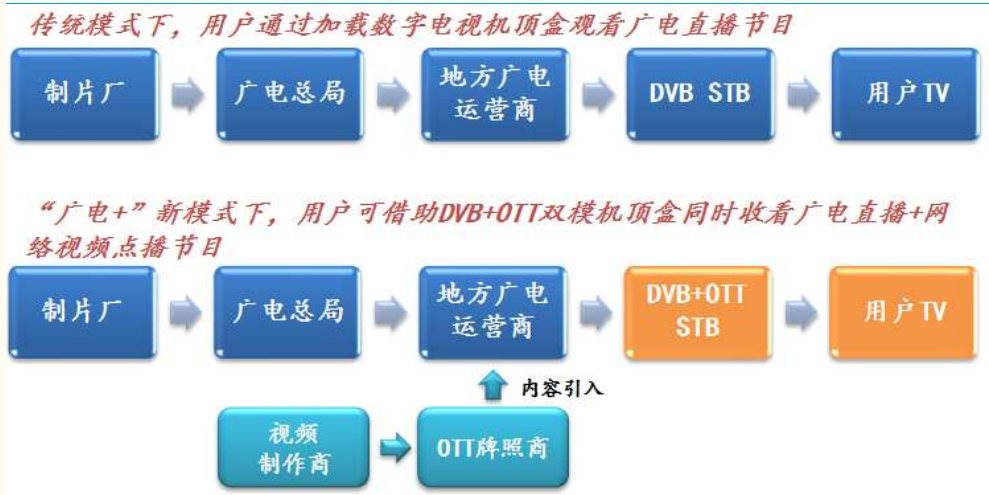 传统模式下，用户通过加载数字电视机顶盒观看广电直播节目
制片厂
广电总局
地方广电
运营商
DVB STB
用户TV
“广电+”新模式下，用户可借助DVB+OTT双模机顶盒同时收看广电直播+网
络视频点播节目
制片厂
广电总局
地方广电
运营商
DVB+OTT
STB
用户TV
内容引入
视频
制作商
OTT牌照商